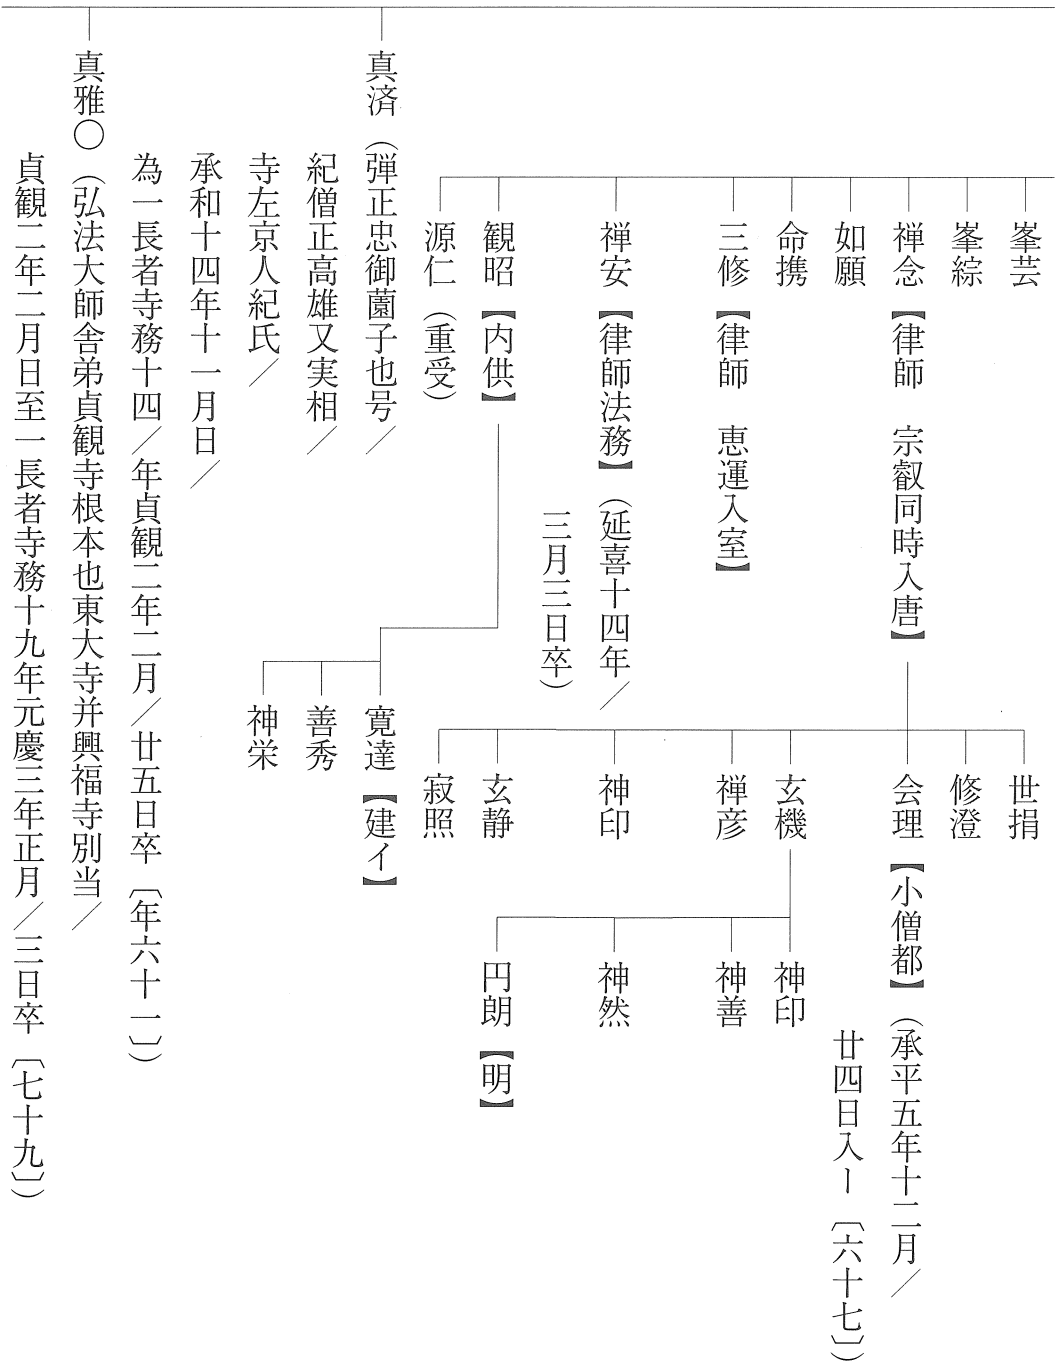 峯芸
峯綜
禅念【律師　宗叡同時入唐】
世捐
修澄
会理【小僧都】（承平五年十二月／
廿四日入ー〔六十七〕）
玄機
神印
神善
神然
円朗【明】
禅彦
神印
玄静
寂照
如願
命携
三修【律師　恵運入室】
禅安【律師法務】（延喜十四年／
三月三日卒）
観昭【内供】
寛達【建イ】
善秀
神栄
源仁（重受）
真済（弾正忠御薗子也号／
紀僧正高雄又実相／
寺左京人紀氏／
承和十四年十一月日／
為一長者寺務十四／年貞観二年二月／廿五日卒〔年六十一〕）
真雅〇（弘法大師舎弟貞観寺根本也東大寺并興福寺別当／
貞観二年二月日至一長者寺務十九年元慶三年正月／三日卒〔七十九〕）